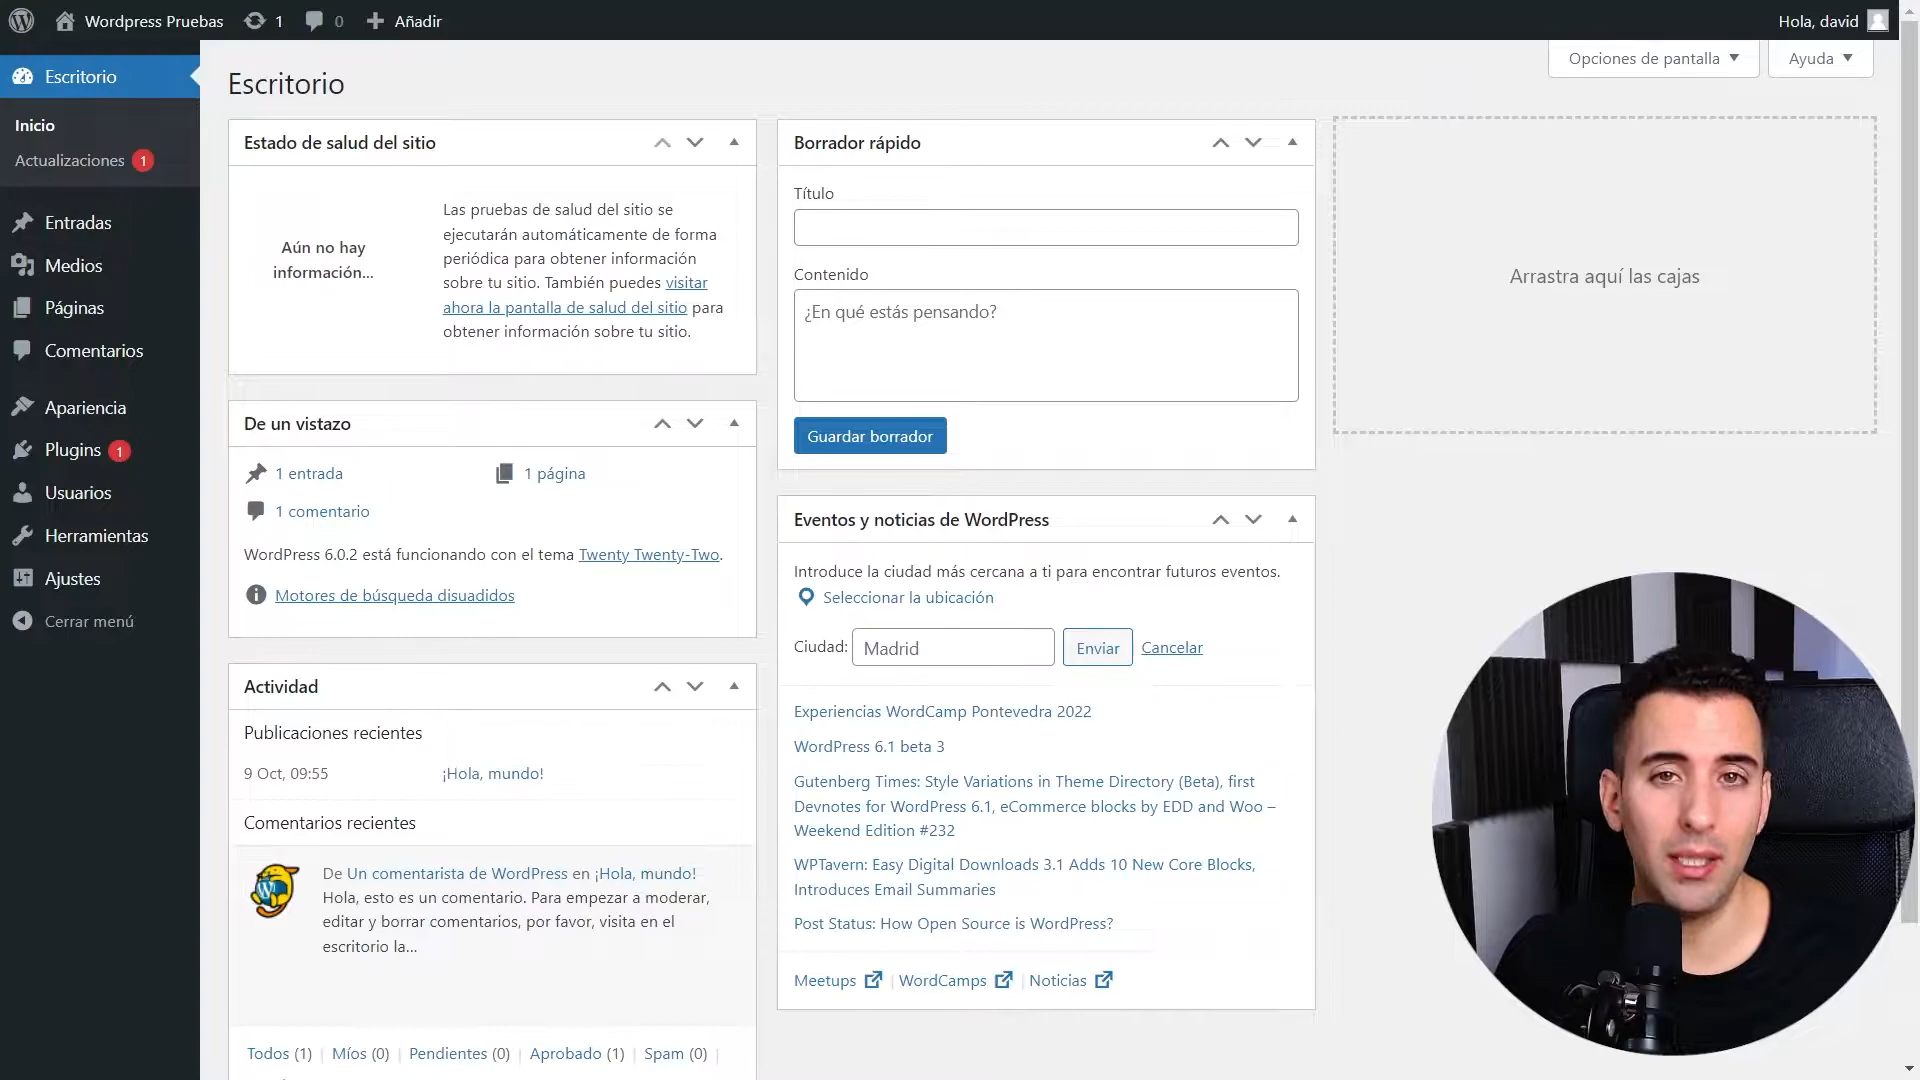 Wordpress Pruebas 1 0 Añadir
Hola, david
Escritorio
Inicio
Actualizaciones 1
Entradas
Medios
Páginas
Comentarios
Apariencia
Plugins 1
Usuarios
Herramientas
Ajustes
Cerrar menú
Opciones de pantalla
Ayuda
Escritorio
Estado de salud del sitio
Aún no hay
información...
Las pruebas de salud del sitio se
ejecutarán automáticamente de forma
periódica para obtener información
sobre tu sitio. También puedes visitar
ahora la pantalla de salud del sitio para
obtener información sobre tu sitio.
De un vistazo
1 entrada
1 página
1 comentario
WordPress 6.0.2 está funcionando con el tema Twenty Twenty-Two.
Motores de búsqueda disuadidos
Actividad
Publicaciones recientes
9 Oct, 09:55 ¡Hola, mundo!
Comentarios recientes
De Un comentarista de WordPress en ¡Hola, mundo!
Hola, esto es un comentario. Para empezar a moderar,
editar y borrar comentarios, por favor, visita en el
escritorio la...
Todos (1) | Míos (0) | Pendientes (0) | Aprobado (1) | Spam (0) |
Borrador rápido
Título
Contenido
¿En qué estás pensando?
Guardar borrador
Eventos y noticias de WordPress
Introduce la ciudad más cercana a ti para encontrar futuros eventos.
Seleccionar la ubicación
Ciudad: Madrid Enviar Cancelar
Experiencias WordCamp Pontevedra 2022
WordPress 6.1 beta 3
Gutenberg Times: Style Variations in Theme Directory (Beta), first
Devnotes for WordPress 6.1, eCommerce blocks by EDD and Woo –
Weekend Edition #232
WPTavern: Easy Digital Downloads 3.1 Adds 10 New Core Blocks,
Introduces Email Summaries
Post Status: How Open Source is WordPress?
Meetups | WordCamps | Noticias
Arrastra aquí las cajas